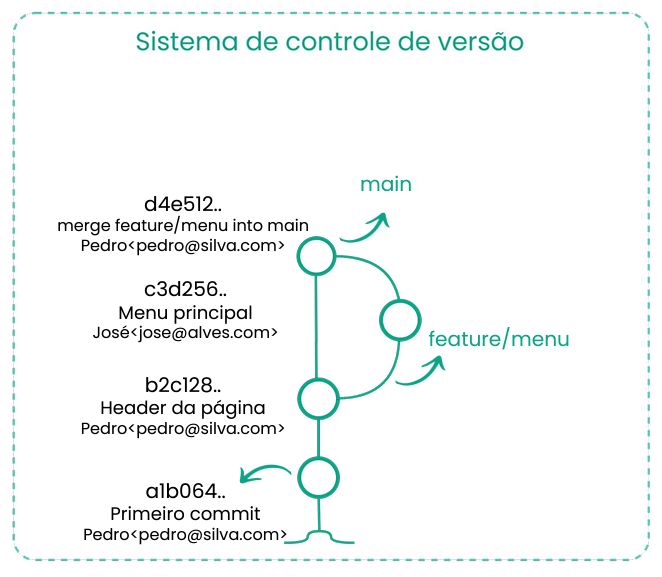 Sistema de controle de versão
main
d4e512..
merge feature/menu into main
Pedro<pedro@silva.com>
c3d256..
Menu principal
José<jose@alves.com>
feature/menu
b2c128..
Header da página
Pedro<pedro@silva.com>
a1b064..
Primeiro commit
Pedro<pedro@silva.com>